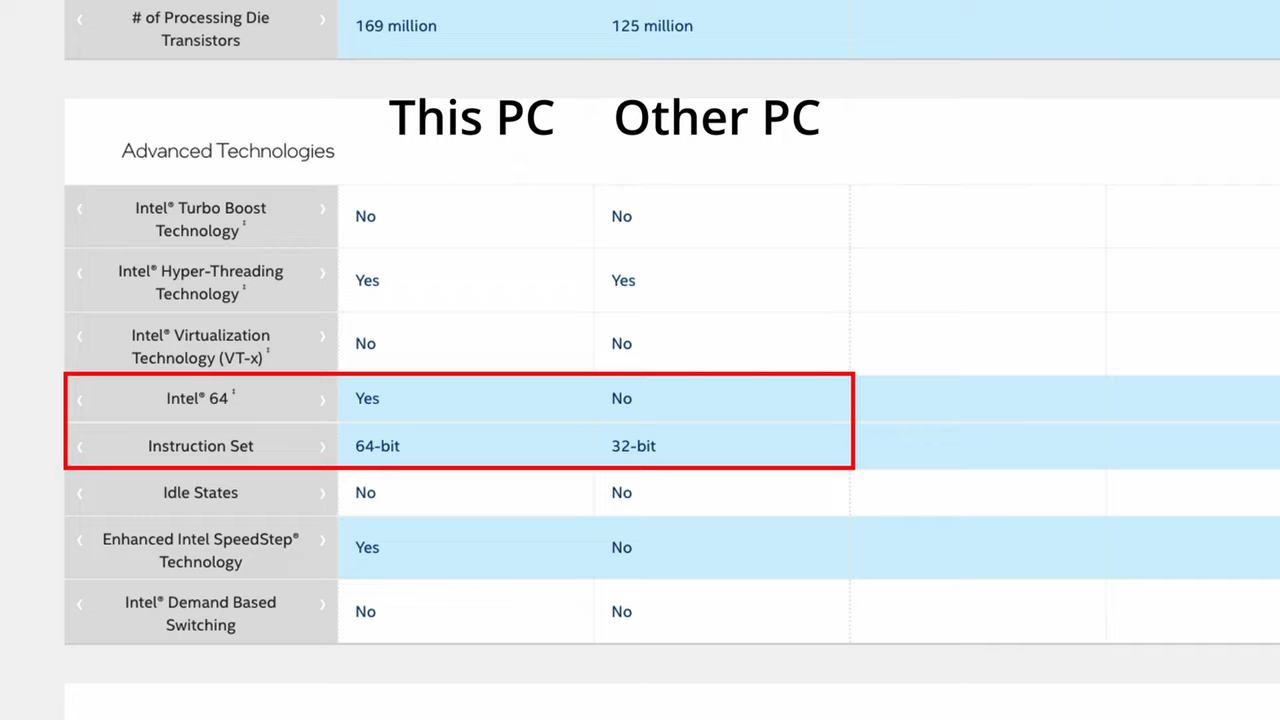 # of Processing Die
Transistors
169 million
125 million
This PC
Other PC
Advanced Technologies
Intel® Turbo Boost
Technology ‡
No
No
Intel® Hyper-Threading
Technology ‡
Yes
Yes
Intel® Virtualization
Technology (VT-x) ‡
No
No
Intel® 64 ‡
Yes
No
Instruction Set
64-bit
32-bit
Idle States
No
No
Enhanced Intel SpeedStep®
Technology
Yes
No
Intel® Demand Based
Switching
No
No